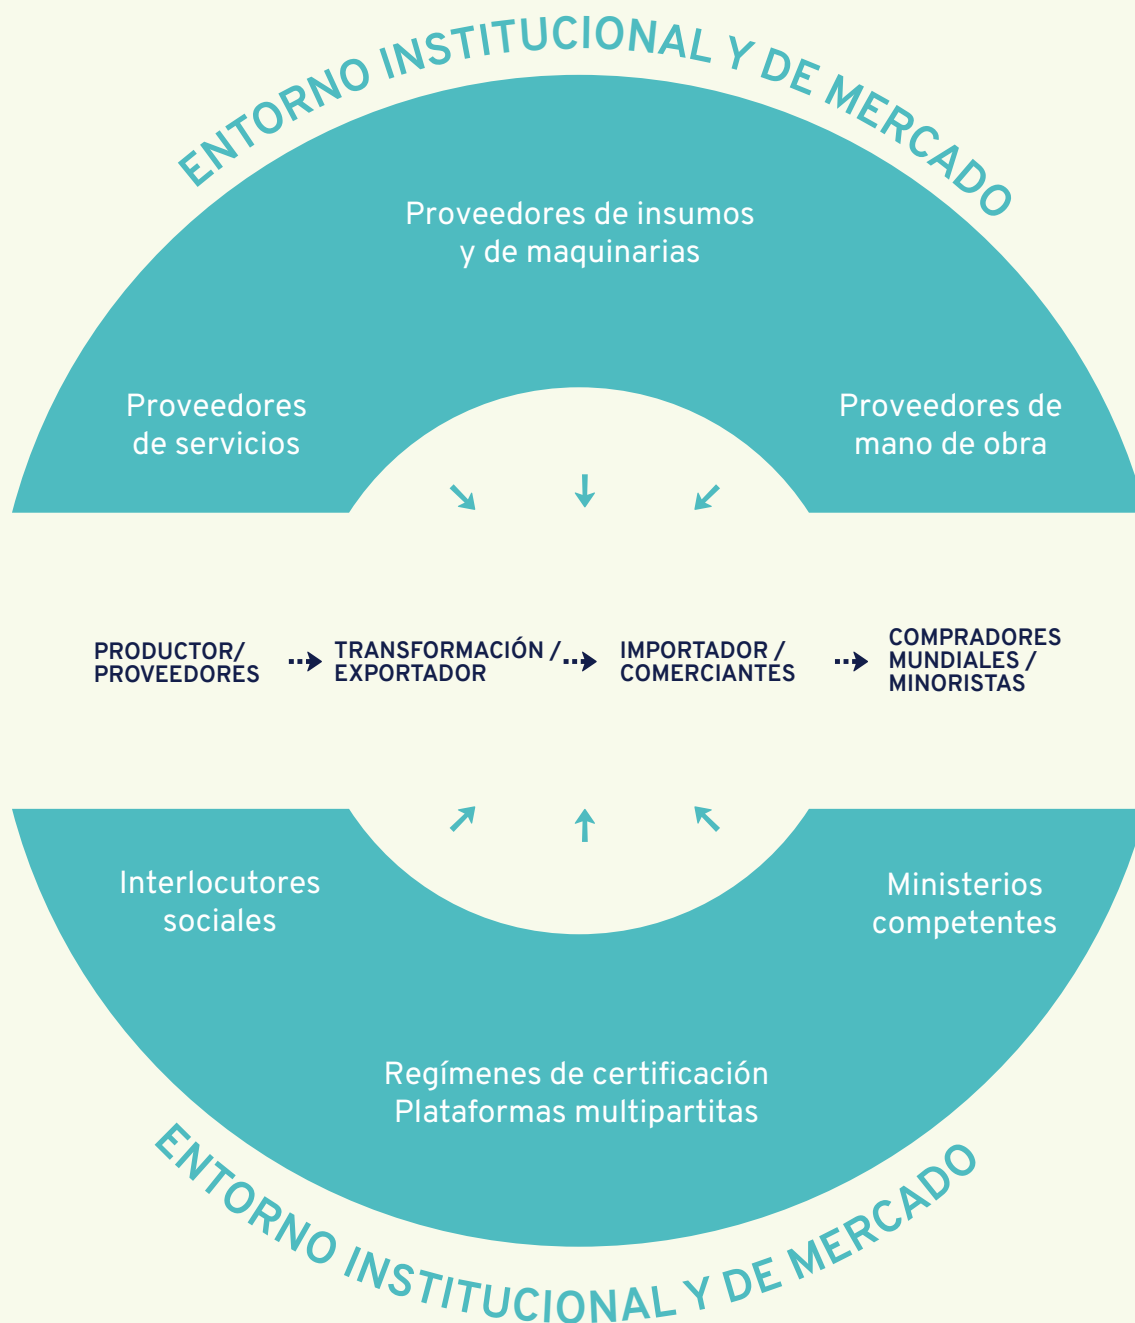 ENTORNO INSTITUCIONAL Y DE MERCADO
Proveedores de insumos
y de maquinarias
Proveedores
de servicios
Proveedores de
mano de obra
PRODUCTOR/
PROVEEDORES
TRANSFORMACIÓN /
EXPORTADOR
IMPORTADOR /
COMERCIANTES
COMPRADORES
MUNDIALES /
MINORISTAS
Interlocutores
sociales
Ministerios
competentes
Regímenes de certificación
Plataformas multipartitas
ENTORNO INSTITUCIONAL Y DE MERCADO